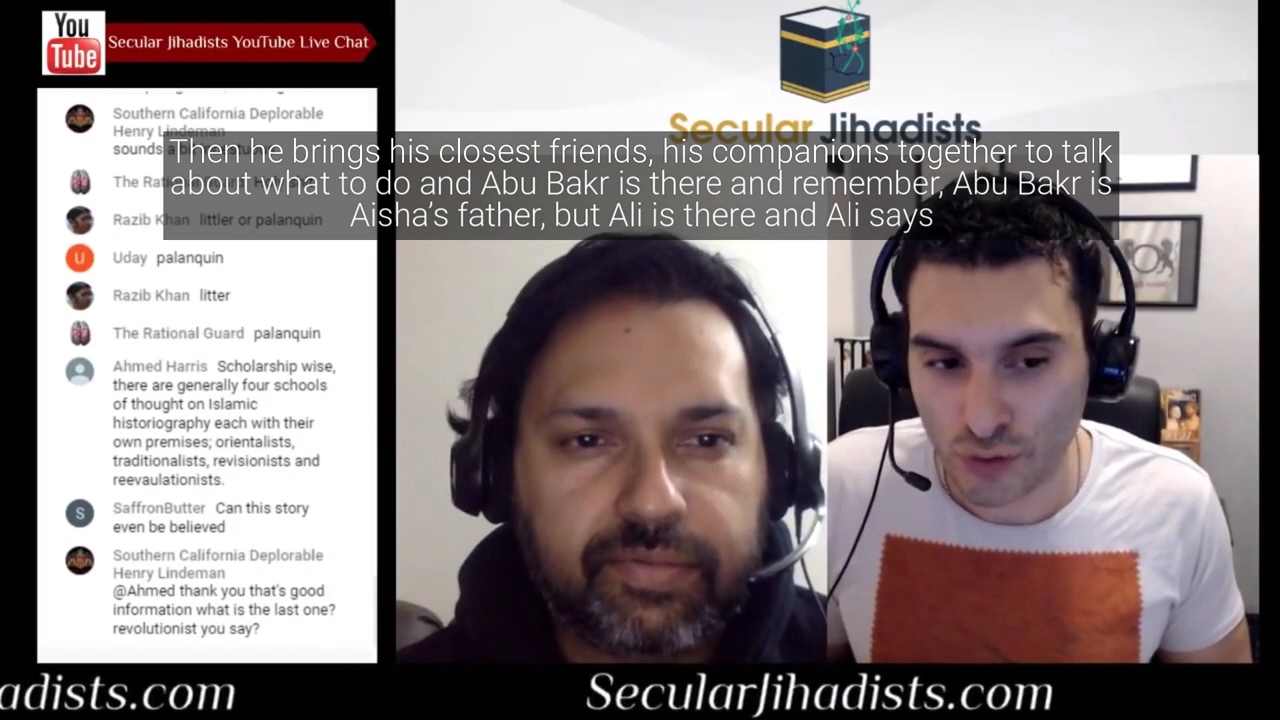 You
Tube
Secular Jihadists YouTube Live Chat
Southern California Deplorable
Henry Lindeman
sounds a
The Rat
Razib Khan littler or palanquin
Uday palanquin
Razib Khan litter
The Rational Guard palanquin
Ahmed Harris Scholarship wise,
there are generally four schools
of thought on Islamic
historiography each with their
own premises; orientalists,
traditionalists, revisionists and
reevaulationists.
S
SaffronButter Can this story
even be believed
Southern California Deplorable
Henry Lindeman
@Ahmed thank you that's good
information what is the last one?
revolutionist you say?
Secular Jihadists
Then he brings his closest friends, his companions together to talk
about what to do and Abu Bakr is there and remember, Abu Bakr is
Aisha's father, but Ali is there and Ali says
adists.com
SecularJihadists.com